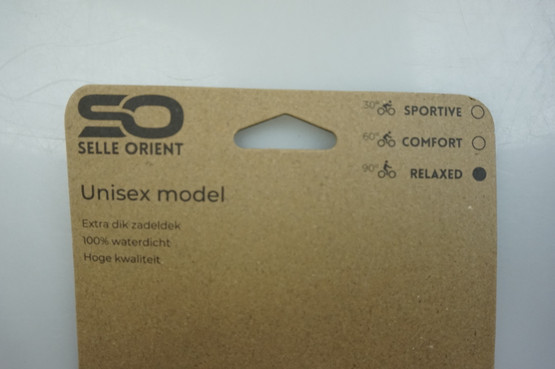 SO
SELLE ORIENT
30° SPORTIVE
60° COMFORT
90° RELAXED
Unisex model
Extra dik zadeldek
100% waterdicht
Hoge kwaliteit